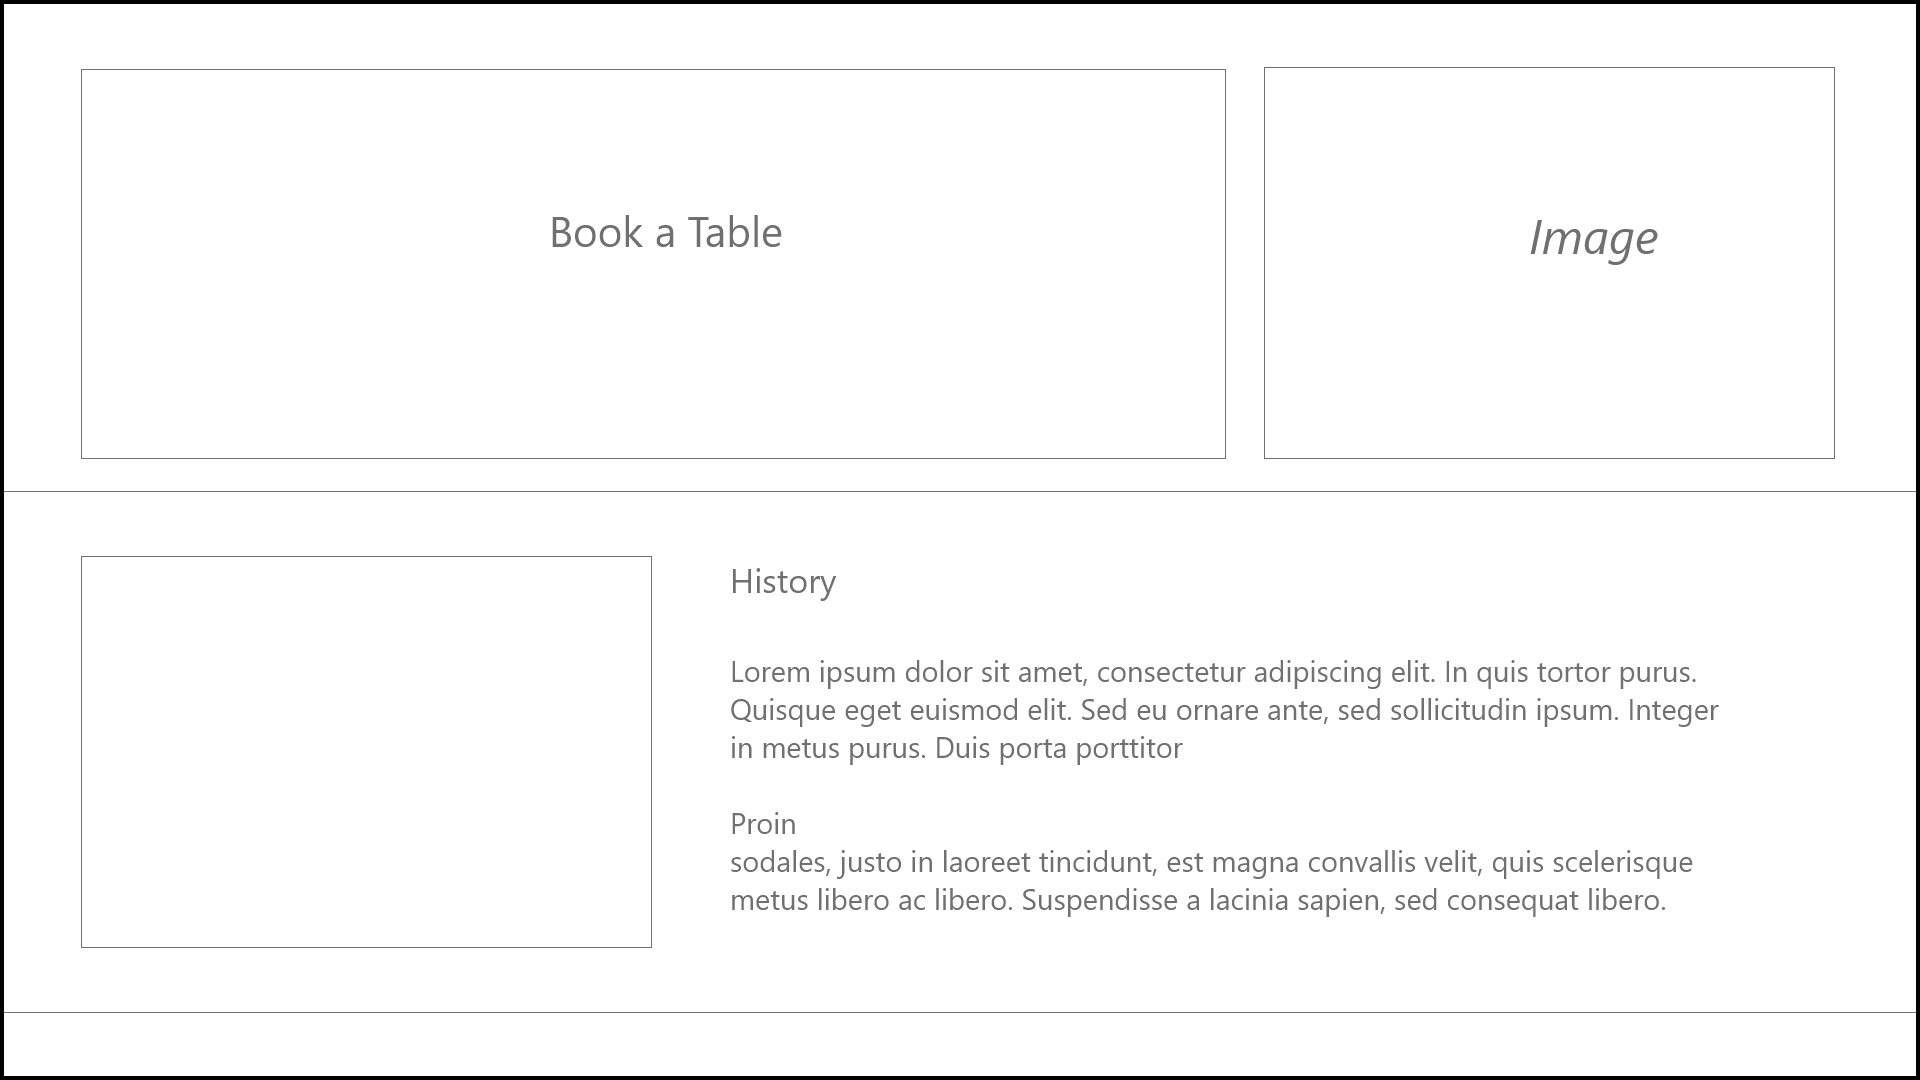 Book a Table
Image
History
Lorem ipsum dolor sit amet, consectetur adipiscing elit. In quis tortor purus.
Quisque eget euismod elit. Sed eu ornare ante, sed sollicitudin ipsum. Integer
in metus purus. Duis porta porttitor
Proin
sodales, justo in laoreet tincidunt, est magna convallis velit, quis scelerisque
metus libero ac libero. Suspendisse a lacinia sapien, sed consequat libero.